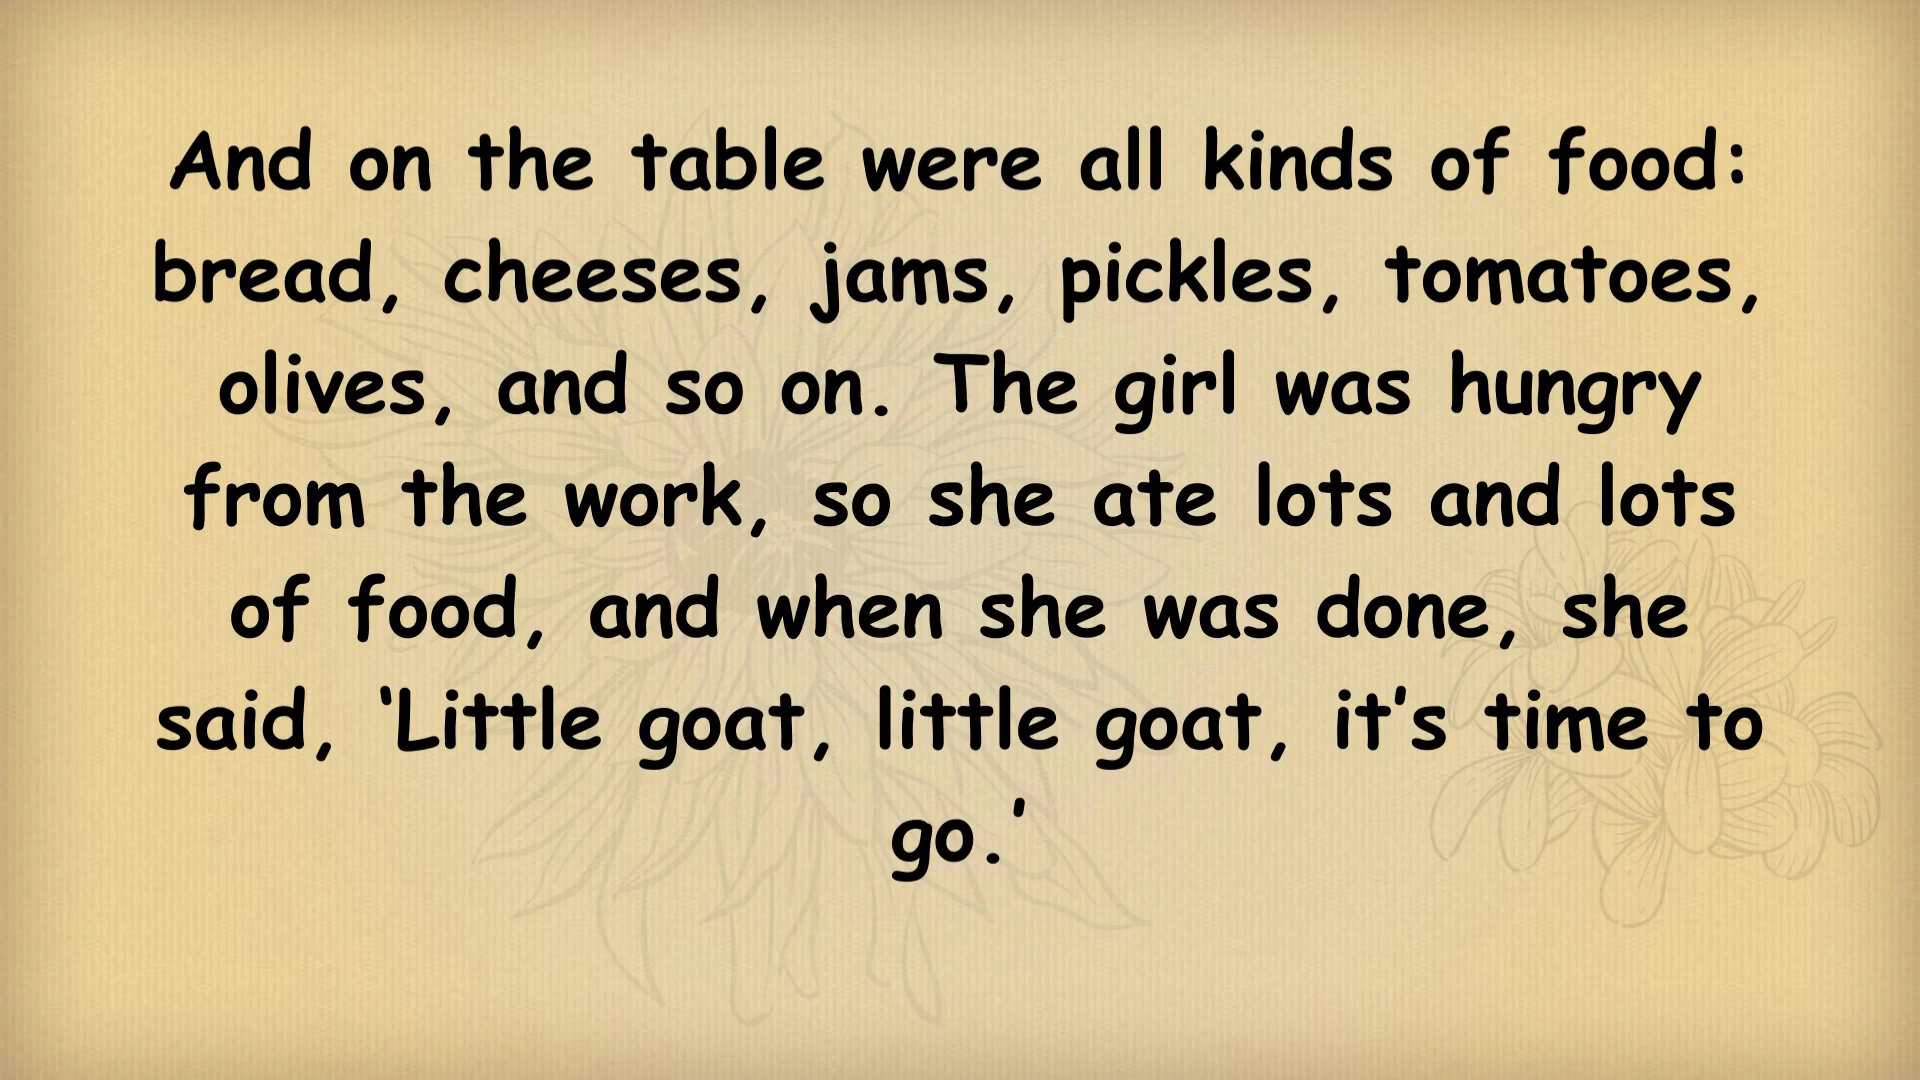 And on the table were all kinds of food:
bread, cheeses, jams, pickles, tomatoes,
olives, and so on. The girl was hungry
from the work, so she ate lots and lots
of food, and when she was done, she
said, ‘Little goat, little goat, it’s time to
go.’